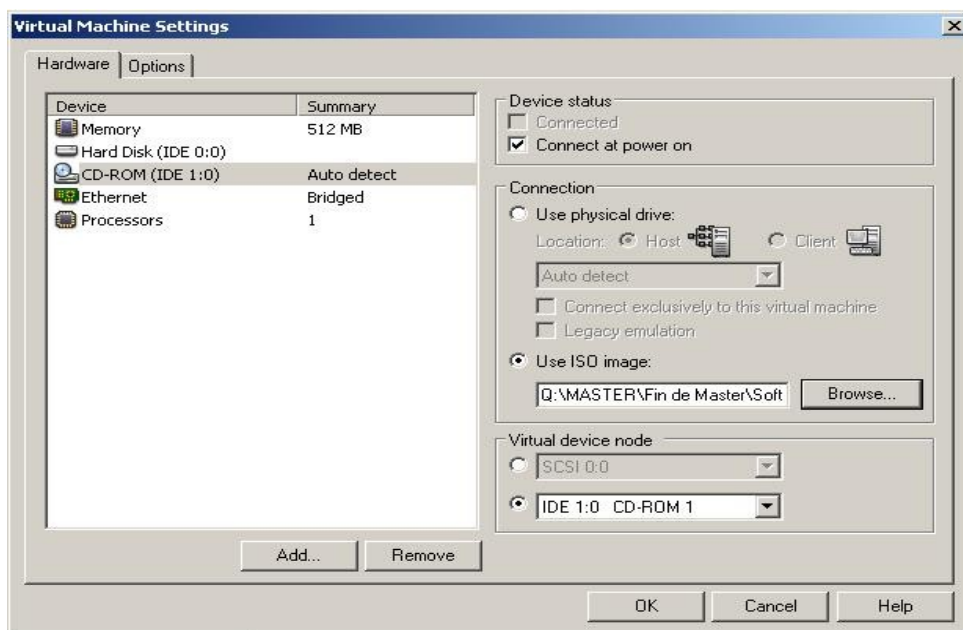 Virtual Machine Settings
Hardware Options
Device Summary
Memory 512 MB
Hard Disk (IDE 0:0)
CD-ROM (IDE 1:0) Auto detect
Ethernet Bridged
Processors 1
Add... Remove
Device status
Connected
Connect at power on
Connection
Use physical drive:
Location: Host Client
Auto detect
Connect exclusively to this virtual machine
Legacy emulation
Use ISO image:
Q:\MASTER\Fin de Master\Soft Browse...
Virtual device node
SCSI 0:0
IDE 1:0 CD-ROM 1
OK Cancel Help